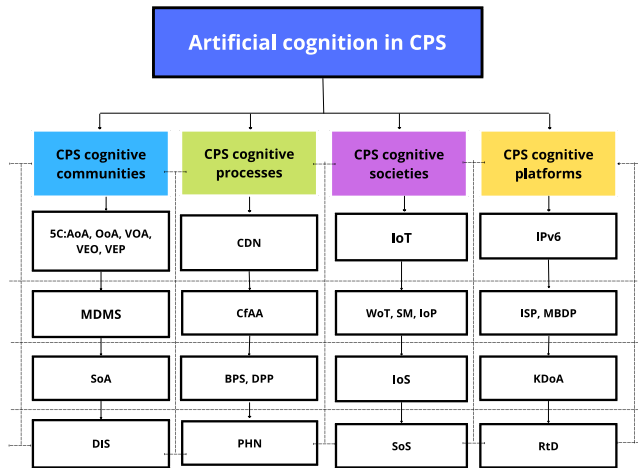 Artificial cognition in CPS
CPS cognitive
communities
CPS cognitive
processes
CPS cognitive
societies
CPS cognitive
platforms
5C:AoA, OoA, VOA,
VEO, VEP
CDN
IoT
IPv6
MDMS
CfAA
WoT, SM, IoP
ISP, MBDP
SoA
BPS, DPP
IoS
KDoA
DIS
PHN
SoS
RtD